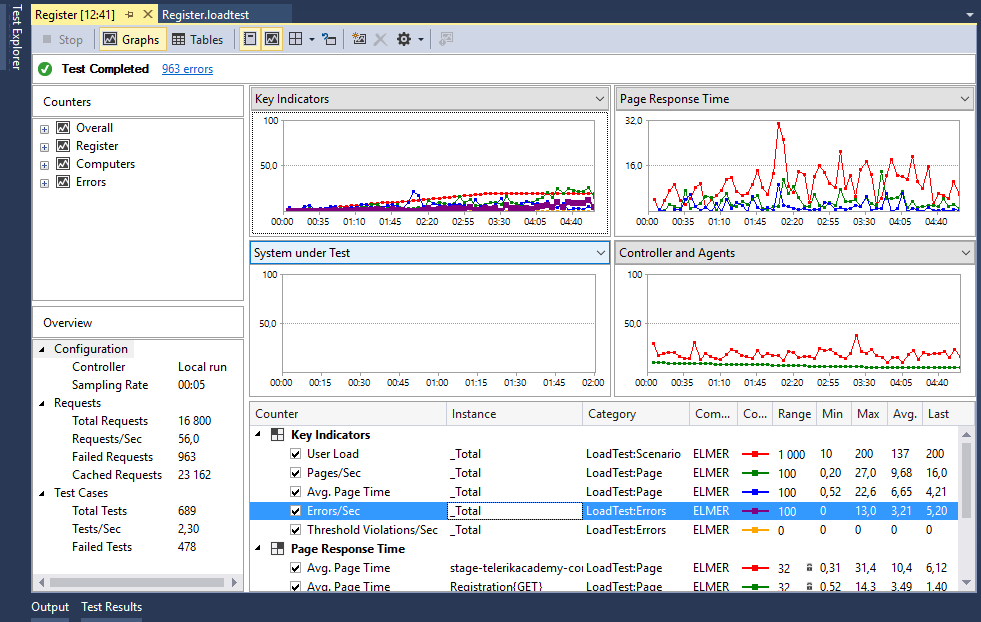 Test Explorer
Register [12:41]
Register.loadtest
Stop
Graphs
Tables
Test Completed 963 errors
Counters
Overall
Register
Computers
Errors
Overview
Configuration
Controller Local run
Sampling Rate 00:05
Requests
Total Requests 16 800
Requests/Sec 56,0
Failed Requests 963
Cached Requests 23 162
Test Cases
Total Tests 689
Tests/Sec 2,30
Failed Tests 478
Key Indicators
100
50,0
00:00 00:35 01:10 01:45 02:20 02:55 03:30 04:05 04:40
Page Response Time
32,0
16,0
00:00 00:35 01:10 01:45 02:20 02:55 03:30 04:05 04:40
System under Test
100
50,0
00:00 00:15 00:30 00:45 01:00 01:15 01:30 01:45 02:00
Controller and Agents
100
50,0
00:00 00:35 01:10 01:45 02:20 02:55 03:30 04:05 04:40
Counter Instance Category Com... Co... Range Min Max Avg. Last
Key Indicators
User Load _Total LoadTest:Scenario ELMER 1 000 10 200 137 200
Pages/Sec _Total LoadTest:Page ELMER 100 0,20 27,0 9,68 16,0
Avg. Page Time _Total LoadTest:Page ELMER 100 0,52 22,6 6,65 4,21
Errors/Sec _Total LoadTest:Errors ELMER 100 0 13,0 3,21 5,20
Threshold Violations/Sec _Total LoadTest:Errors ELMER 0 0 0 0 0
Page Response Time
Avg. Page Time stage-telerikacademy-co LoadTest:Page ELMER 32 0,31 31,4 10,4 6,12
Avg. Page Time Registration{GET} LoadTest:Page ELMER 32 0,52 14,3 3,49 1,40
Output Test Results